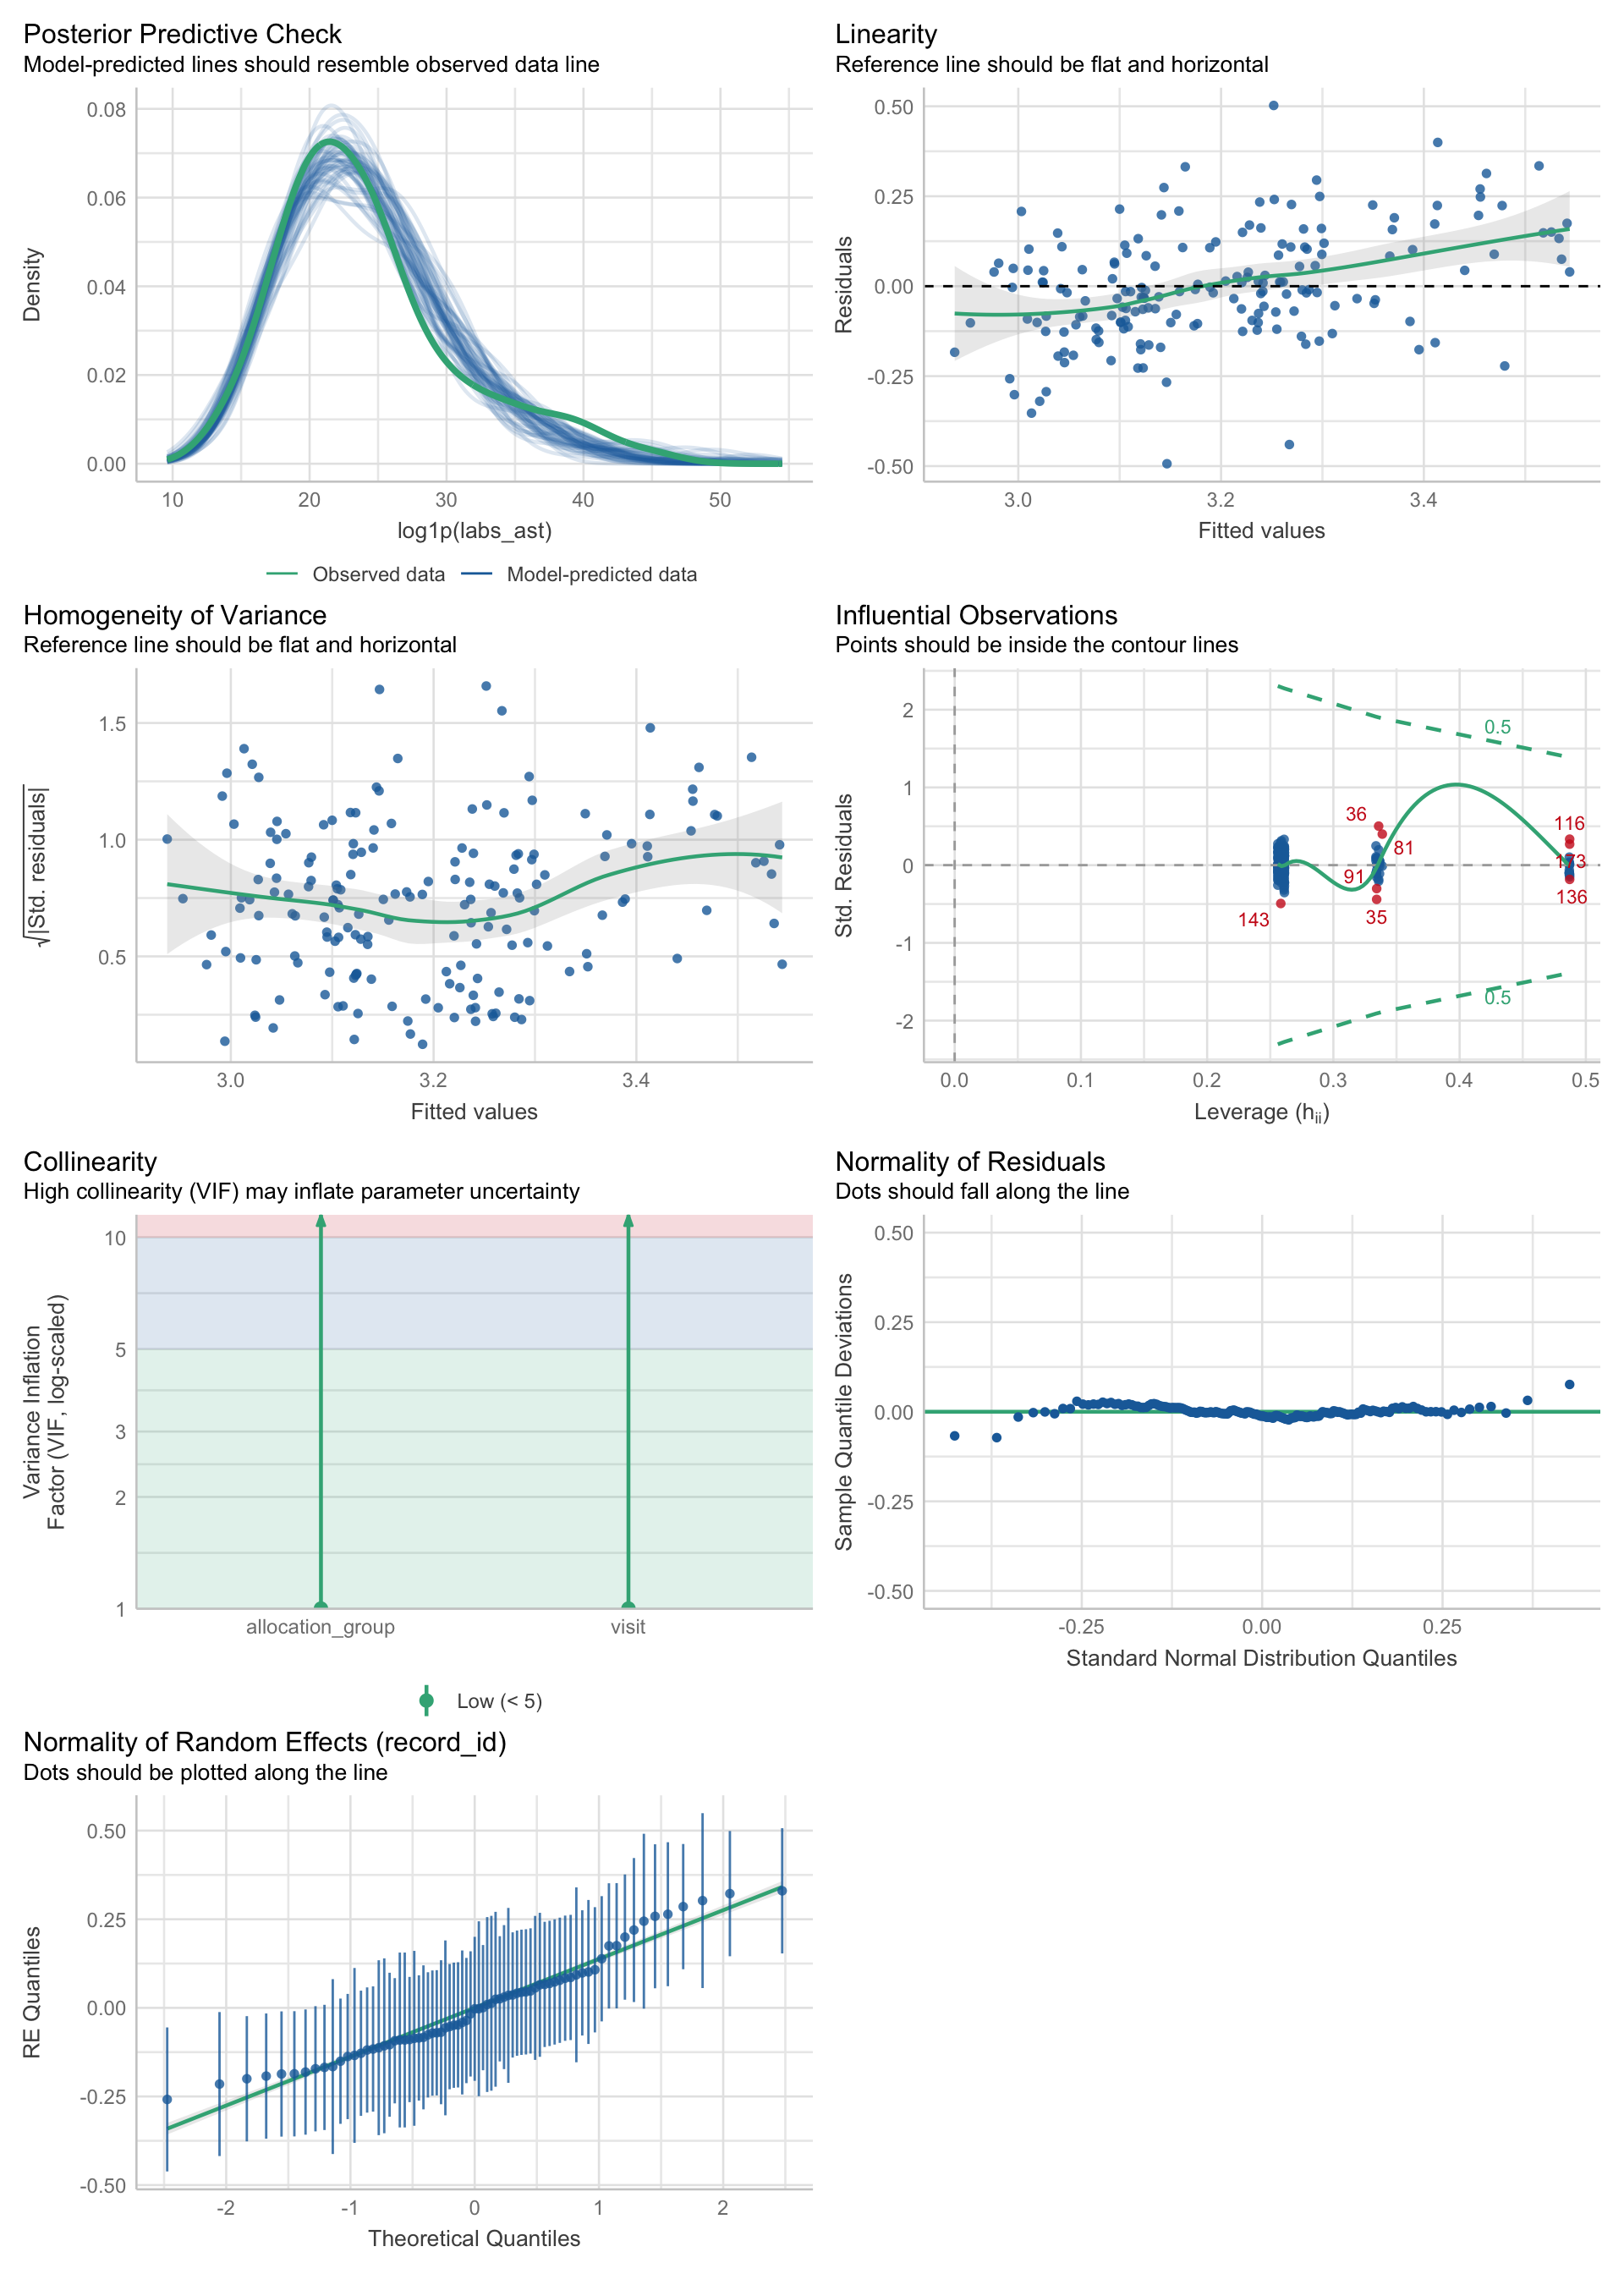 Posterior Predictive Check
Model-predicted lines should resemble observed data line
0.08
0.06
0.04
0.02
0.00
Density
10 20 30 40 50
log1p(labs_ast)
Observed data Model-predicted data
Linearity
Reference line should be flat and horizontal
0.50
0.25
0.00
-0.25
-0.50
Residuals
3.0 3.2 3.4
Fitted values
Homogeneity of Variance
Reference line should be flat and horizontal
1.5
1.0
0.5
√|Std. residuals|
3.0 3.2 3.4
Fitted values
Influential Observations
Points should be inside the contour lines
2
1
0
-1
-2
Std. Residuals
0.5
36
116
81
173
91
136
143
35
0.5
0.0 0.1 0.2 0.3 0.4 0.5
Leverage (hii)
Collinearity
High collinearity (VIF) may inflate parameter uncertainty
10
5
3
2
1
Variance Inflation
Factor (VIF, log-scaled)
allocation_group visit
Low (< 5)
Normality of Residuals
Dots should fall along the line
0.50
0.25
0.00
-0.25
-0.50
Sample Quantile Deviations
-0.25 0.00 0.25
Standard Normal Distribution Quantiles
Normality of Random Effects (record_id)
Dots should be plotted along the line
0.50
0.25
0.00
-0.25
-0.50
RE Quantiles
-2 -1 0 1 2
Theoretical Quantiles